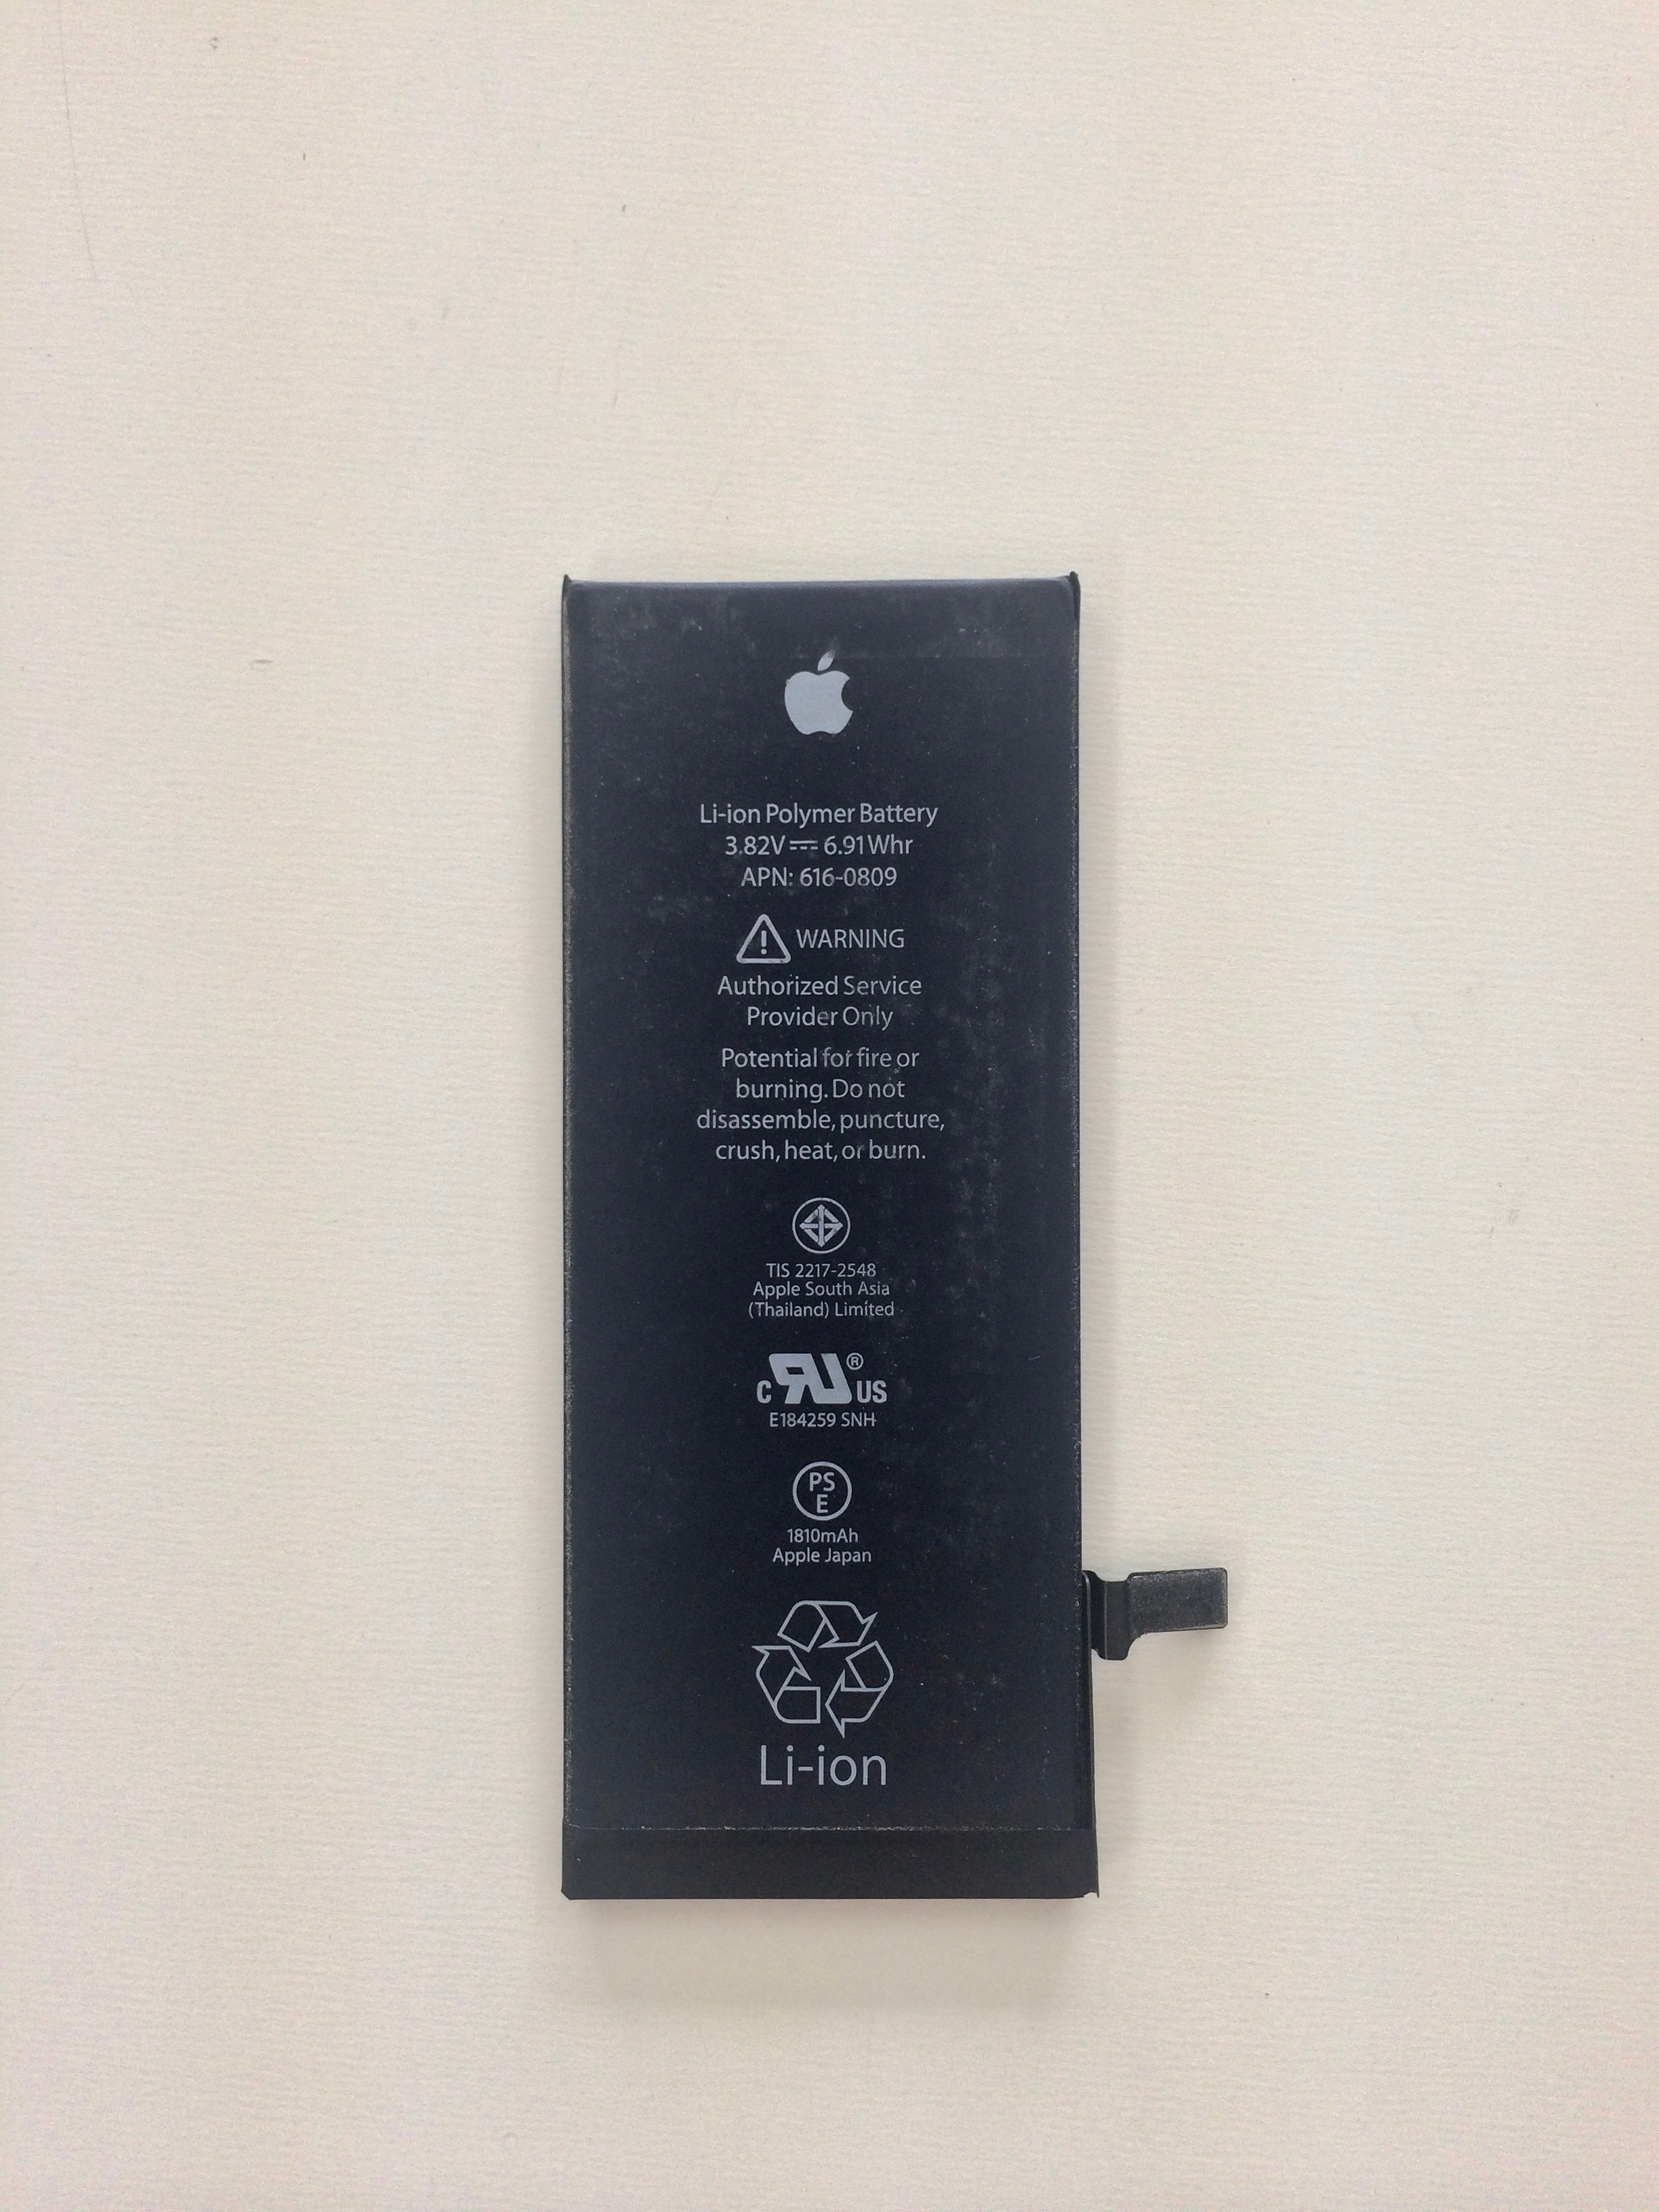 Li-ion Polymer Battery
3.82V⎓6.91Whr
APN: 616-0809
WARNING
Authorized Service
Provider Only
Potential for fire or
burning. Do not
disassemble, puncture,
crush, heat, or burn.
TIS 2217-2548
Apple South Asia
(Thailand) Limited
c RU® US
E184259 SNH
PS
E
1810mAh
Apple Japan
Li-ion